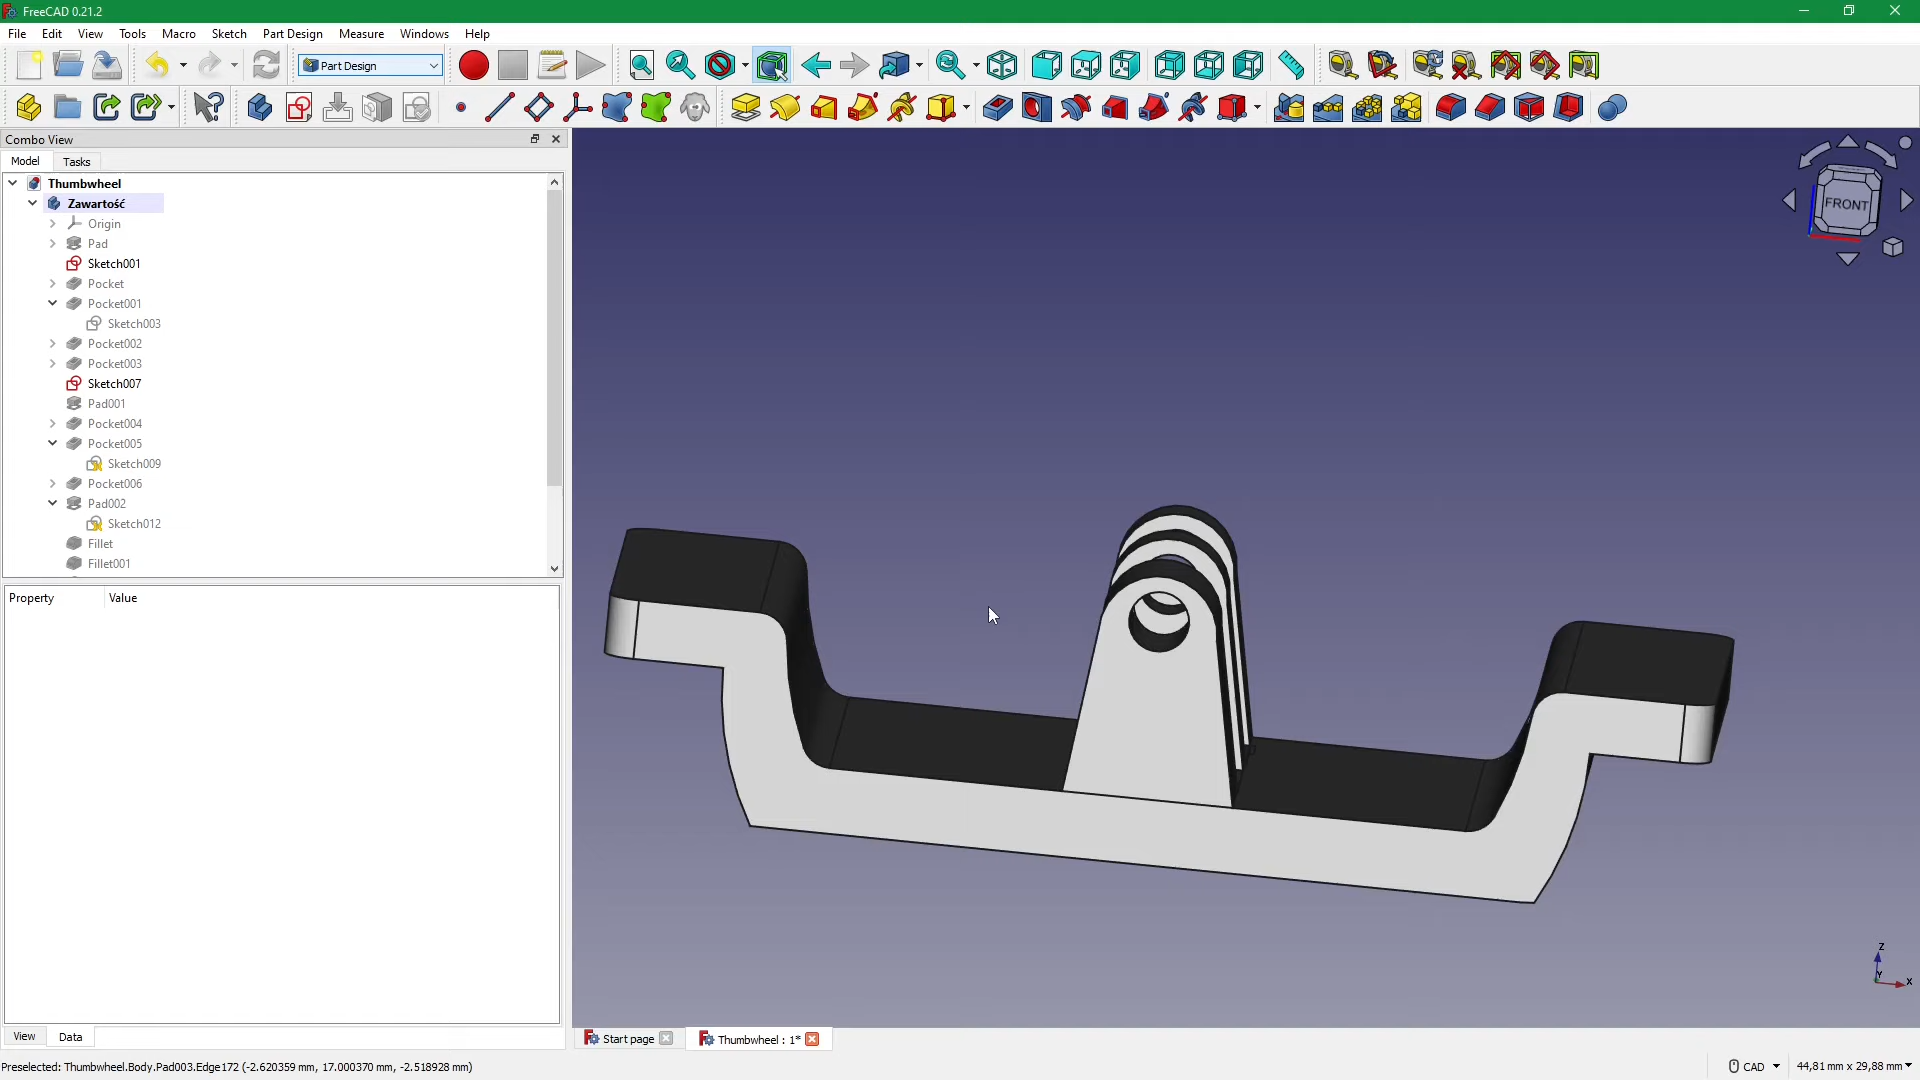 FreeCAD 0.21.2
File Edit View Tools Macro Sketch Part Design Measure Windows Help
Part Design
Combo View
Model Tasks
Thumbwheel
Zawartość
Origin
Pad
Sketch001
Pocket
Pocket001
Sketch003
Pocket002
Pocket003
Sketch007
Pad001
Pocket004
Pocket005
Sketch009
Pocket006
Pad002
Sketch012
Fillet
Fillet001
Property Value
View Data
FRONT
Z
Y
X
Start page
Thumbwheel : 1*
Preselected: Thumbwheel.Body.Pad003.Edge172 (-2.620359 mm, 17.000370 mm, -2.518928 mm)
CAD
44,81 mm x 29,88 mm